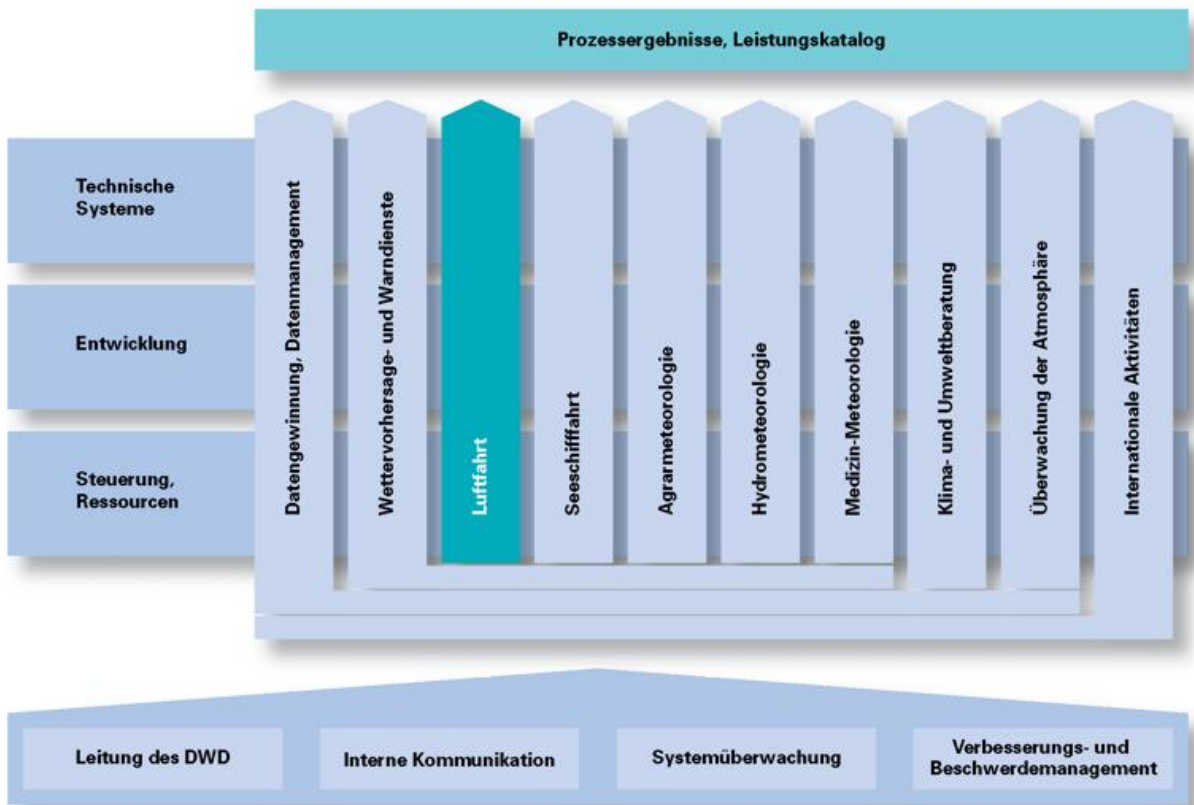 Prozessergebnisse, Leistungskatalog
Technische
Systeme
Entwicklung
Steuerung,
Ressourcen
Datengewinnung, Datenmanagement
Wettervorhersage- und Warndienste
Luftfahrt
Seeschifffahrt
Agrarmeteorologie
Hydrometeorologie
Medizin-Meteorologie
Klima- und Umweltberatung
Überwachung der Atmosphäre
Internationale Aktivitäten
Leitung des DWD
Interne Kommunikation
Systemüberwachung
Verbesserungs- und
Beschwerdemanagement